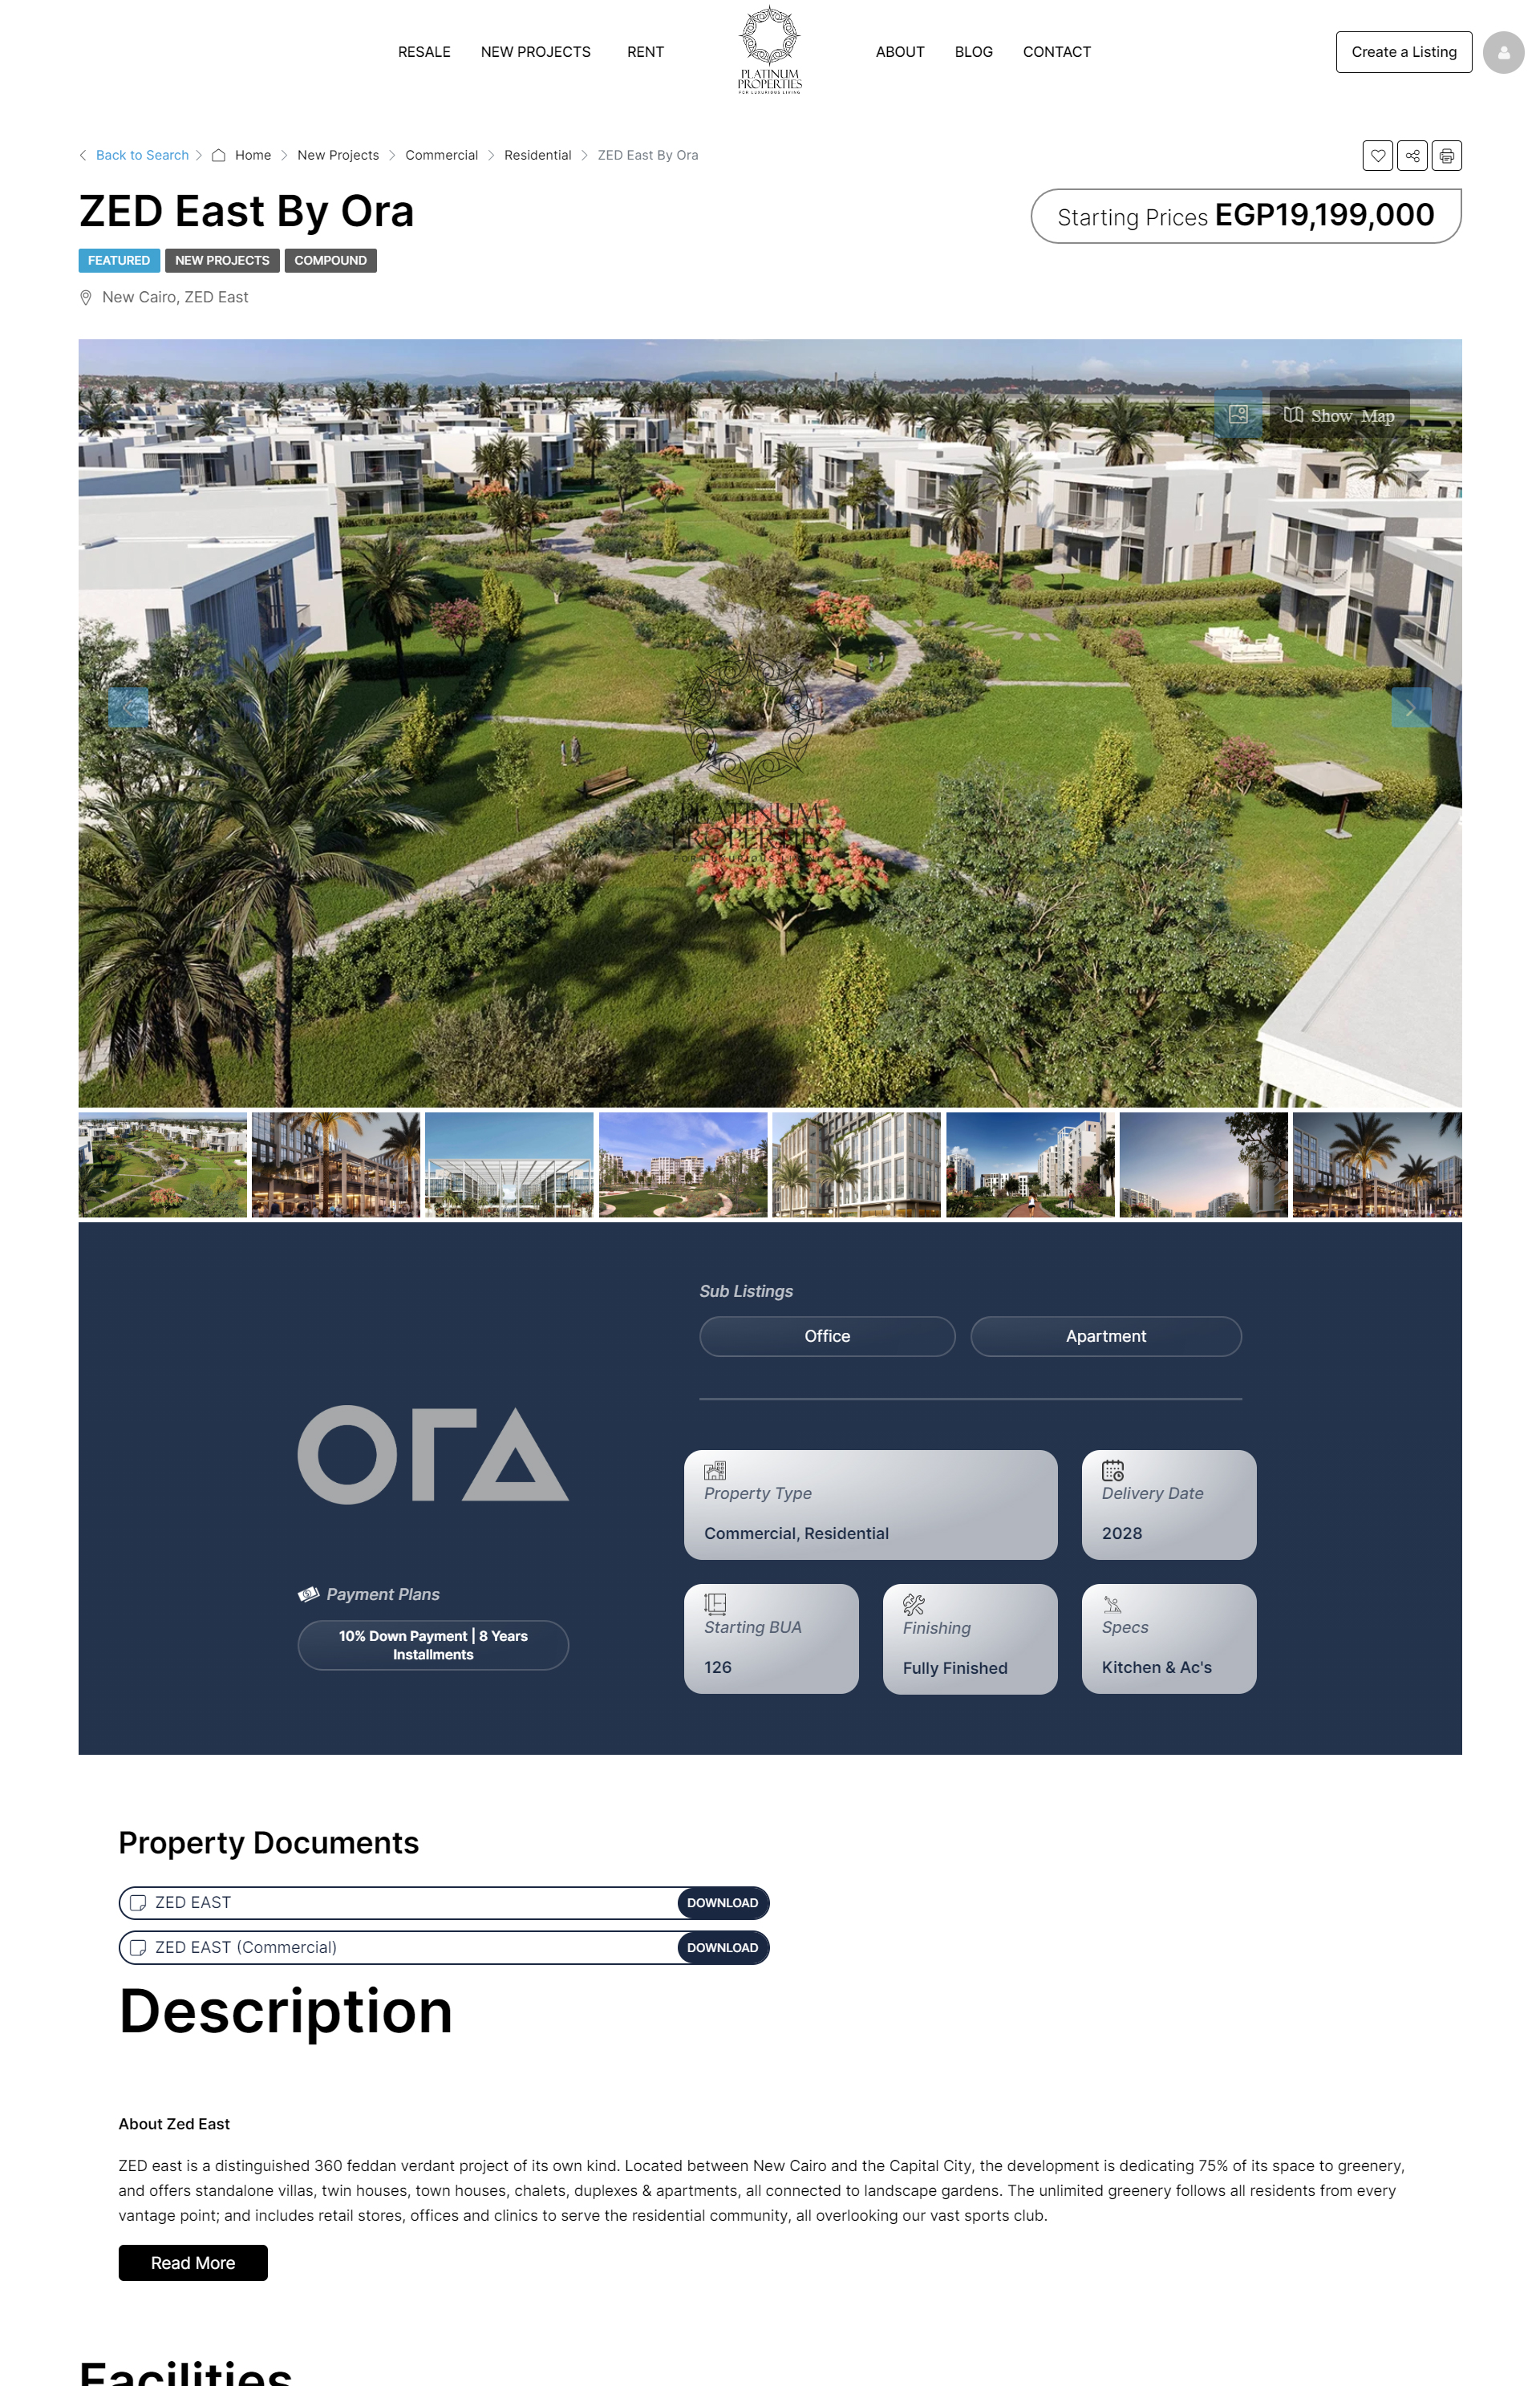 RESALE NEW PROJECTS RENT
PLATINUM
PROPERTIES
FOR LUXURIOUS LIVING
ABOUT BLOG CONTACT
Create a Listing
Back to Search Home New Projects Commercial Residential ZED East By Ora
ZED East By Ora
Starting Prices EGP19,199,000
FEATURED NEW PROJECTS COMPOUND
New Cairo, ZED East
Show Map
PLATINUM
PROPERTIES
FOR LUXURIOUS LIVING
Sub Listings
Office Apartment
ora
Property Type
Commercial, Residential
Delivery Date
2028
Payment Plans
10% Down Payment | 8 Years
Installments
Starting BUA
126
Finishing
Fully Finished
Specs
Kitchen & Ac's
Property Documents
ZED EAST DOWNLOAD
ZED EAST (Commercial) DOWNLOAD
Description
About Zed East
ZED east is a distinguished 360 feddan verdant project of its own kind. Located between New Cairo and the Capital City, the development is dedicating 75% of its space to greenery,
and offers standalone villas, twin houses, town houses, chalets, duplexes & apartments, all connected to landscape gardens. The unlimited greenery follows all residents from every
vantage point; and includes retail stores, offices and clinics to serve the residential community, all overlooking our vast sports club.
Read More
Facilities